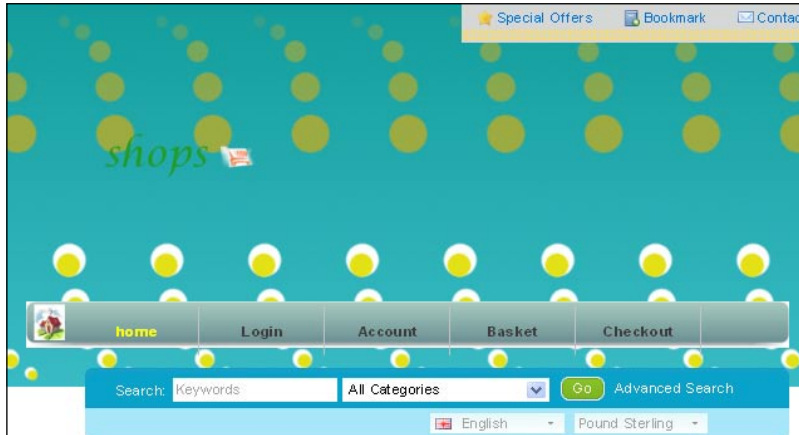 Special Offers Bookmark
shops
home Login Account Basket Checkout
Search: Keywords All Categories Go Advanced Search
English Pound Sterling